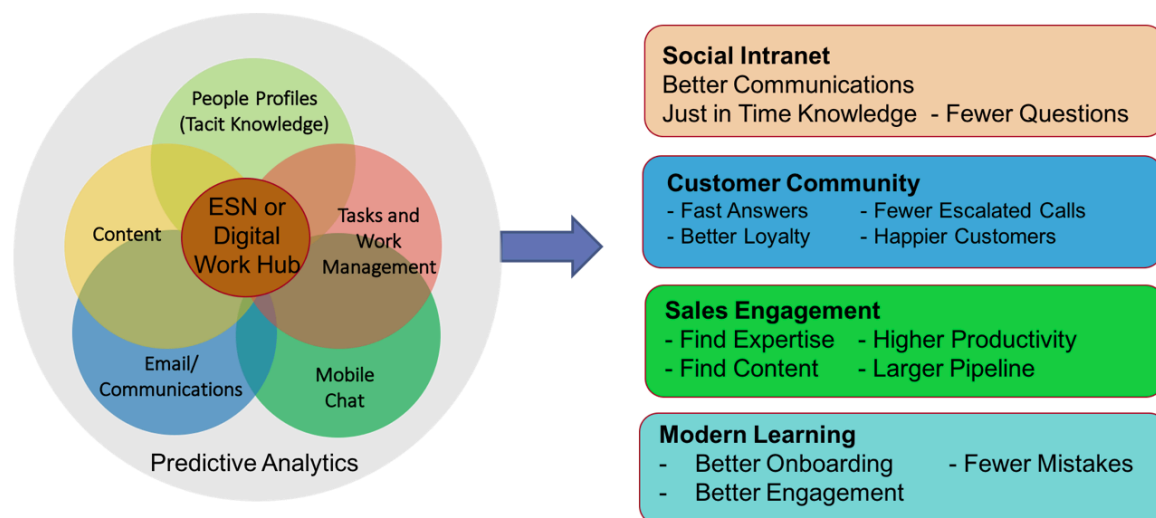 People Profiles
(Tacit Knowledge)
Content
ESN or
Digital
Work Hub
Tasks and
Work
Management
Email/
Communications
Mobile
Chat
Predictive Analytics
Social Intranet
Better Communications
Just in Time Knowledge - Fewer Questions
Customer Community
- Fast Answers - Fewer Escalated Calls
- Better Loyalty - Happier Customers
Sales Engagement
- Find Expertise - Higher Productivity
- Find Content - Larger Pipeline
Modern Learning
- Better Onboarding - Fewer Mistakes
- Better Engagement